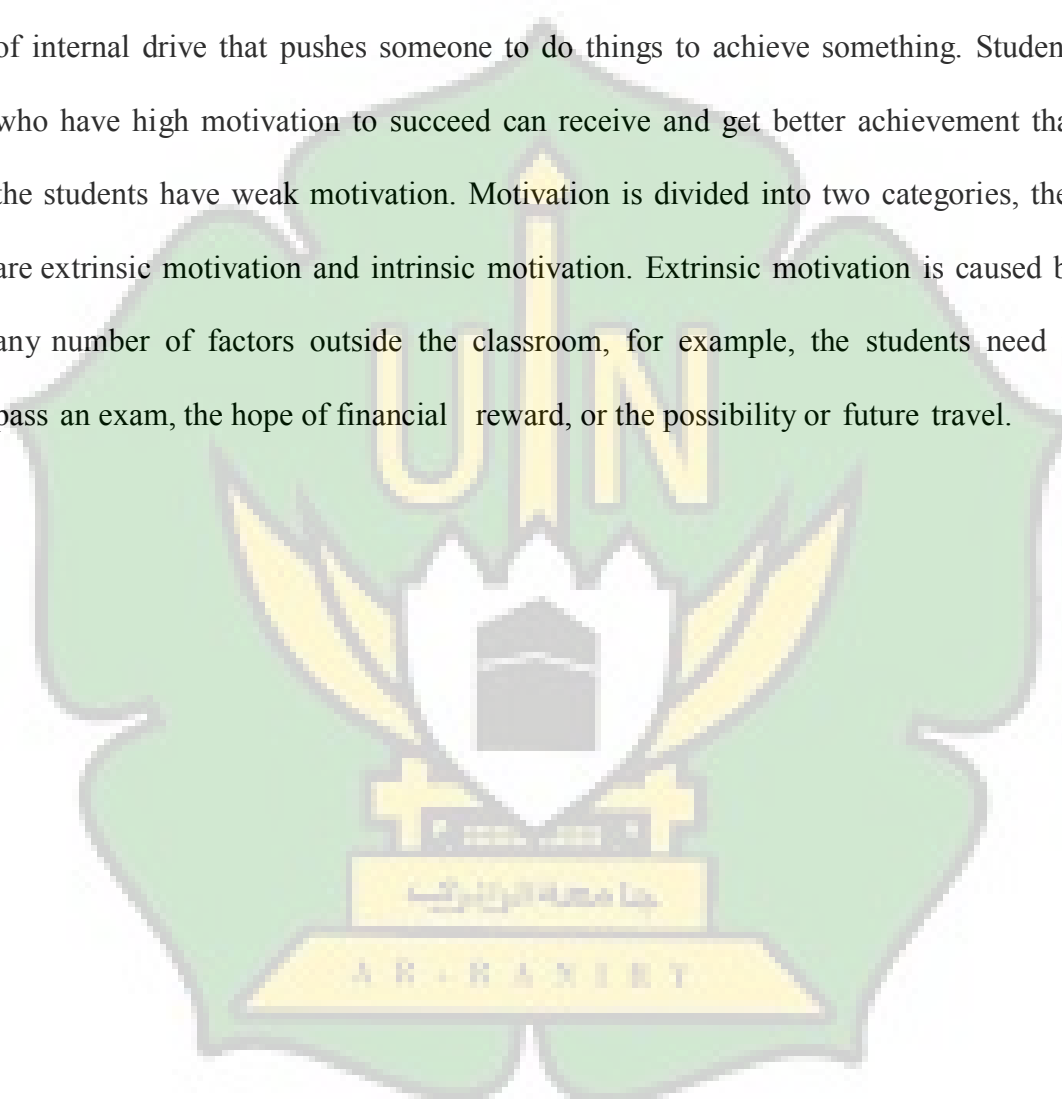 of internal drive that pushes someone to do things to achieve something. Studen
who have high motivation to succeed can receive and get better achievement tha
the students have weak motivation. Motivation is divided into two categories, the
are extrinsic motivation and intrinsic motivation. Extrinsic motivation is caused b
any number of factors outside the classroom, for example, the students need
pass an exam, the hope of financial reward, or the possibility or future travel.
UIN
جامعة الرانيري
AR-RANIRY